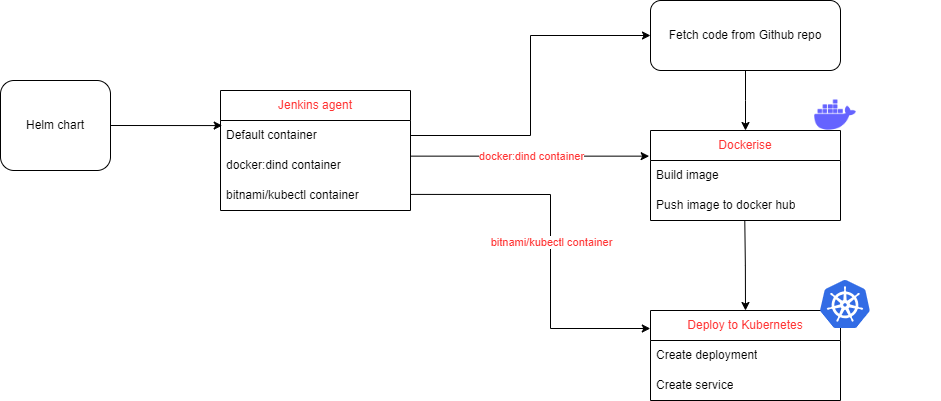 Fetch code from Github repo
Helm chart
Jenkins agent
Default container
docker:dind container
bitnami/kubectl container
docker:dind container
Dockerise
Build image
Push image to docker hub
bitnami/kubectl container
Deploy to Kubernetes
Create deployment
Create service